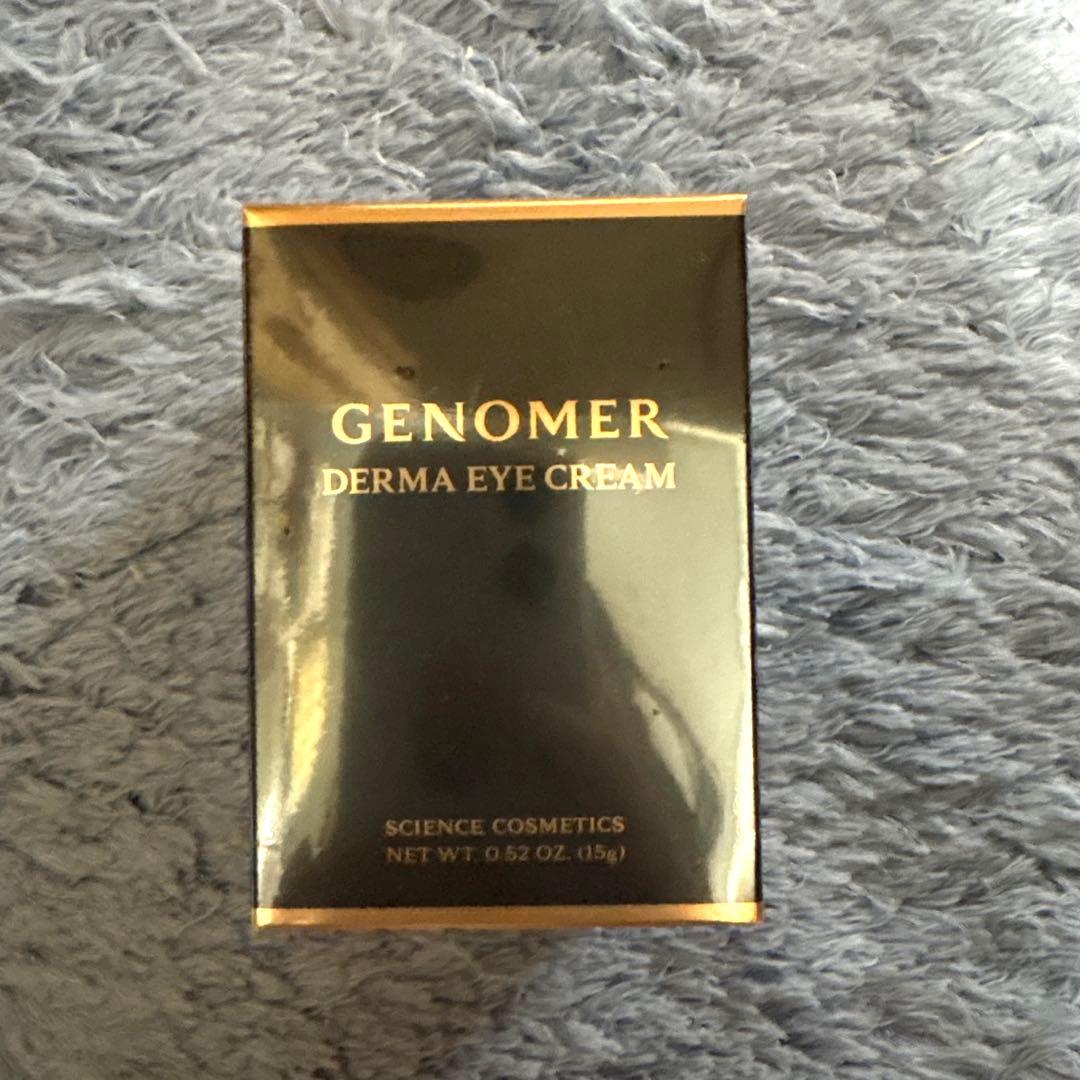 GENOMER
DERMA EYE CREAM
SCIENCE COSMETICS
NET WT. 0.52 OZ. (15g)